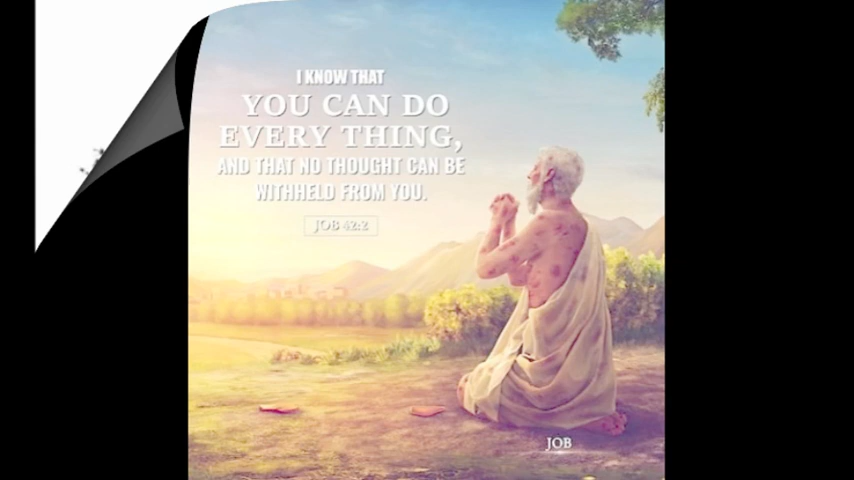 I KNOW THAT
YOU CAN DO
EVERY THING,
AND THAT NO THOUGHT CAN BE
WITHHELD FROM YOU.
JOB 42:2
JOB